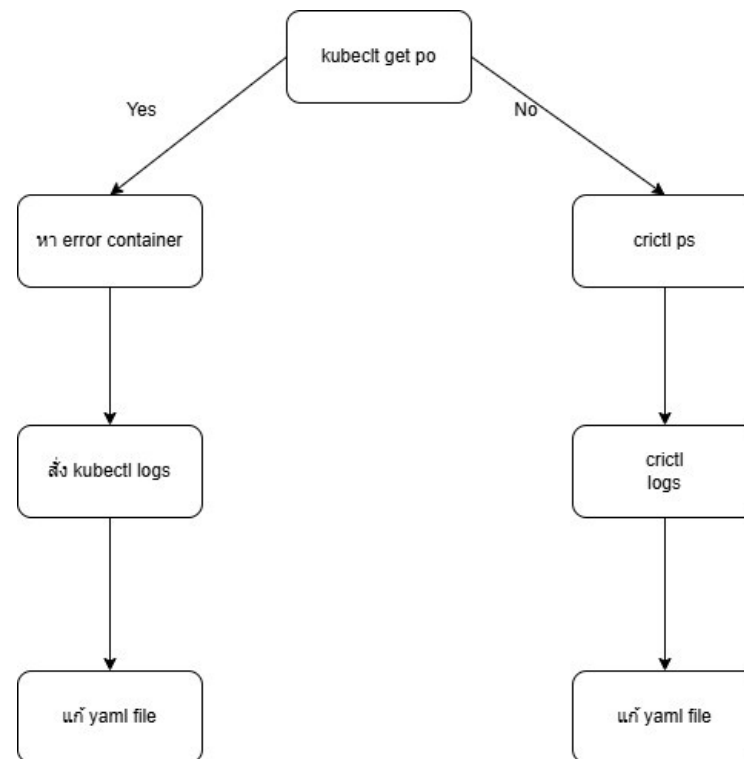 kubeclt get po
Yes
No
หา error container
crictl ps
สั่ง kubectl logs
crictl
logs
แก้ yaml file
แก้ yaml file